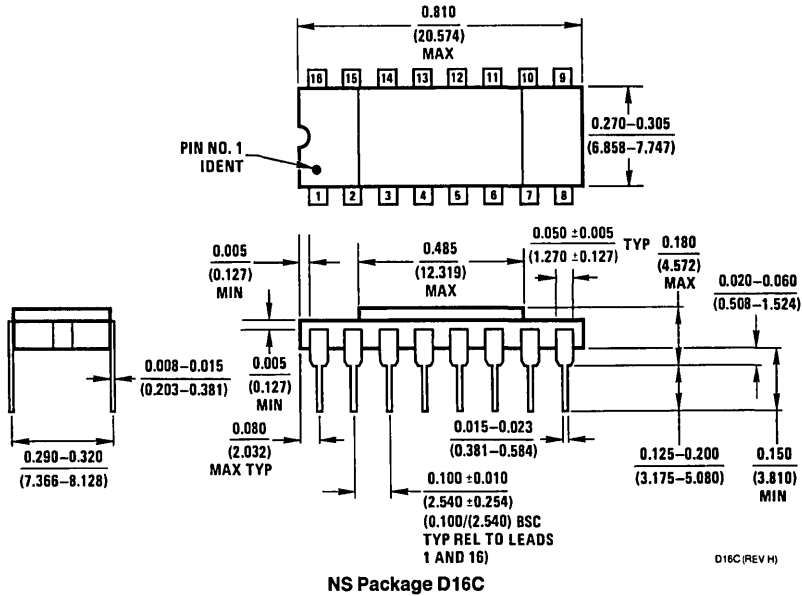 0.810
(20.574)
MAX
16 15 14 13 12 11 10 9
PIN NO. 1
IDENT
1 2 3 4 5 6 7 8
0.270–0.305
(6.858–7.747)
0.005
(0.127)
MIN
0.485
(12.319)
MAX
0.050 ±0.005
(1.270 ±0.127)
TYP
0.180
(4.572)
MAX
0.020–0.060
(0.508–1.524)
0.008–0.015
(0.203–0.381)
0.005
(0.127)
MIN
0.290–0.320
(7.366–8.128)
0.080
(2.032)
MAX TYP
0.015–0.023
(0.381–0.584)
0.100 ±0.010
(2.540 ±0.254)
(0.100/(2.540) BSC
TYP REL TO LEADS
1 AND 16)
0.125–0.200
(3.175–5.080)
0.150
(3.810)
MIN
D16C (REV H)
NS Package D16C